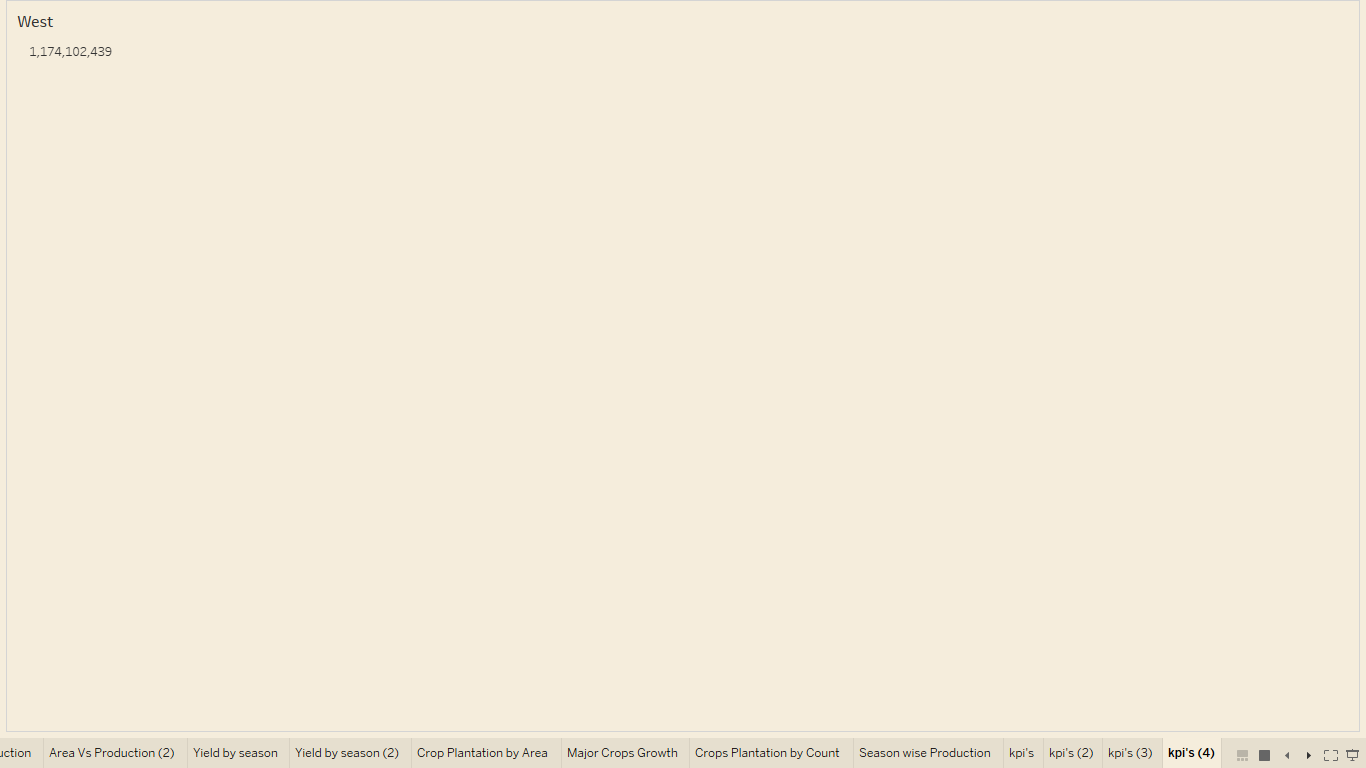 West
1,174,102,439
uction Area Vs Production (2) Yield by season Yield by season (2) Crop Plantation by Area Major Crops Growth Crops Plantation by Count Season wise Production kpi's kpi's (2) kpi's (3) kpi's (4)